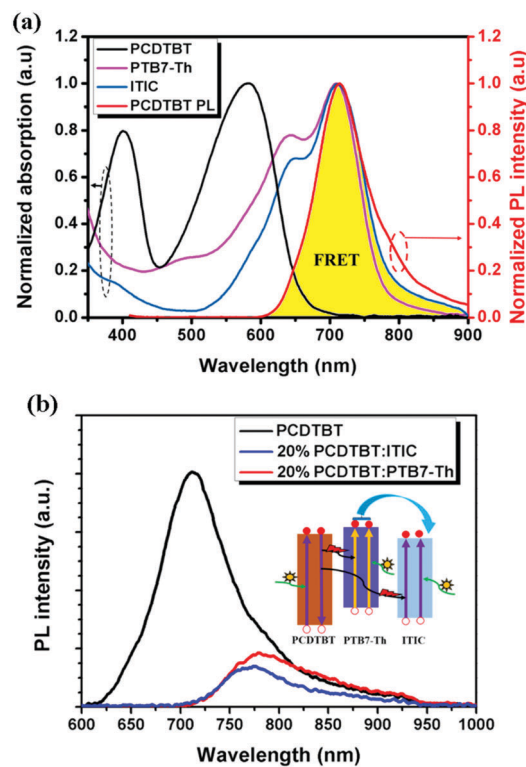 (a)
PCDTBT
PTB7-Th
ITIC
PCDTBT PL
FRET
Normalized absorption (a.u)
1.2
1.0
0.8
0.6
0.4
0.2
0.0
Normalized PL intensity (a.u)
1.2
1.0
0.8
0.6
0.4
0.2
0.0
400 500 600 700 800 900
Wavelength (nm)
(b)
PCDTBT
20% PCDTBT:ITIC
20% PCDTBT:PTB7-Th
PL intensity (a.u.)
PCDTBT PTB7-Th ITIC
600 650 700 750 800 850 900 950 1000
Wavelength (nm)